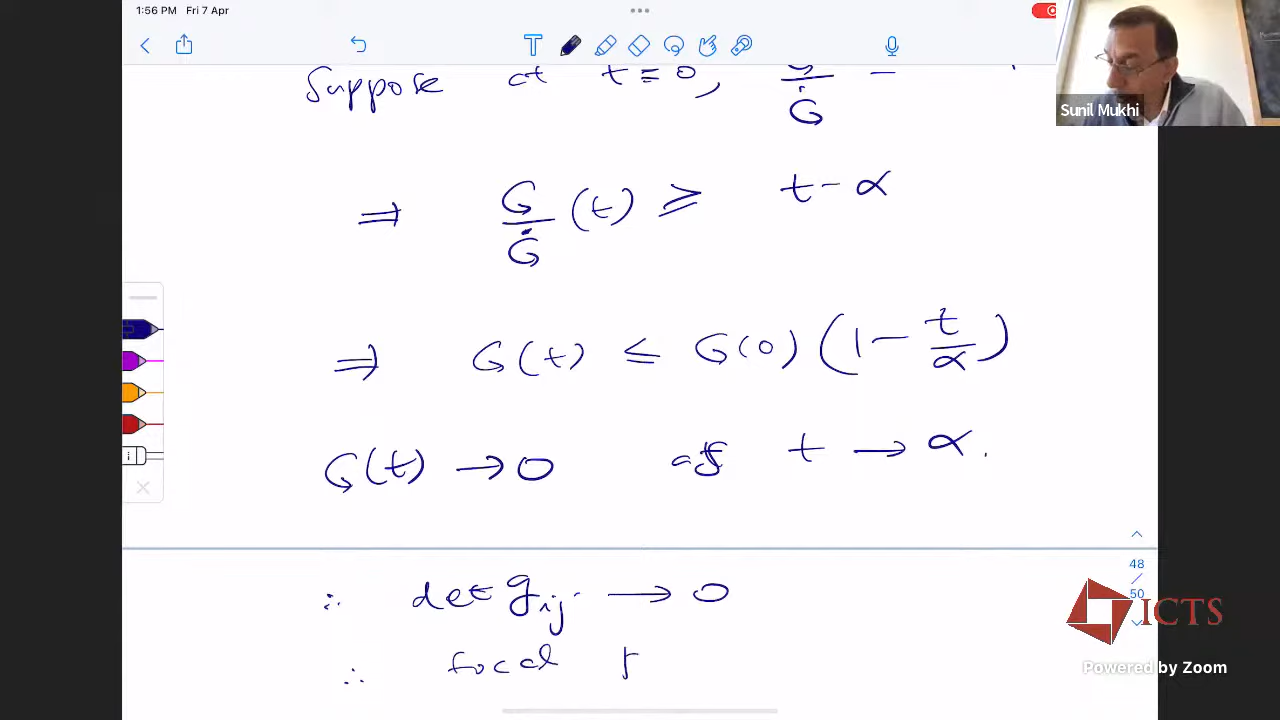 1:56 PM Fri 7 Apr
Sunil Mukhi
Suppose at t = 0, G/Ġ =
⇒ G/Ġ (t) ≥ t - α
⇒ G(t) ≤ G(0) (1 - t/α)
G(t) → 0 as t → α.
∴ det g_ij → 0
∴ focal
48 / 50
ICTS
Powered by Zoom